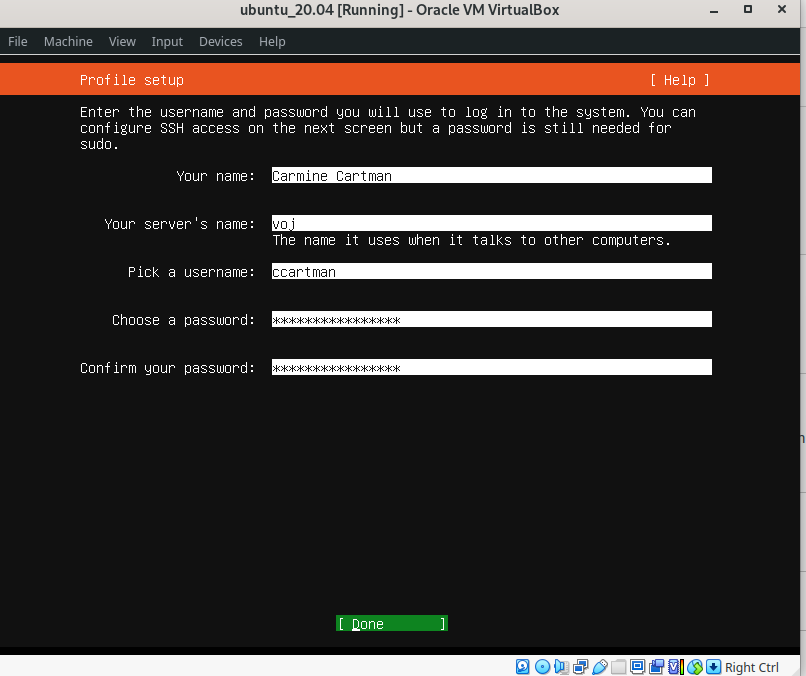 ubuntu_20.04 [Running] - Oracle VM VirtualBox
File Machine View Input Devices Help
Profile setup [ Help ]
Enter the username and password you will use to log in to the system. You can
configure SSH access on the next screen but a password is still needed for
sudo.
Your name: Carmine Cartman
Your server's name: voj
The name it uses when it talks to other computers.
Pick a username: ccartman
Choose a password: ****************
Confirm your password: ****************
[ Done ]
Right Ctrl